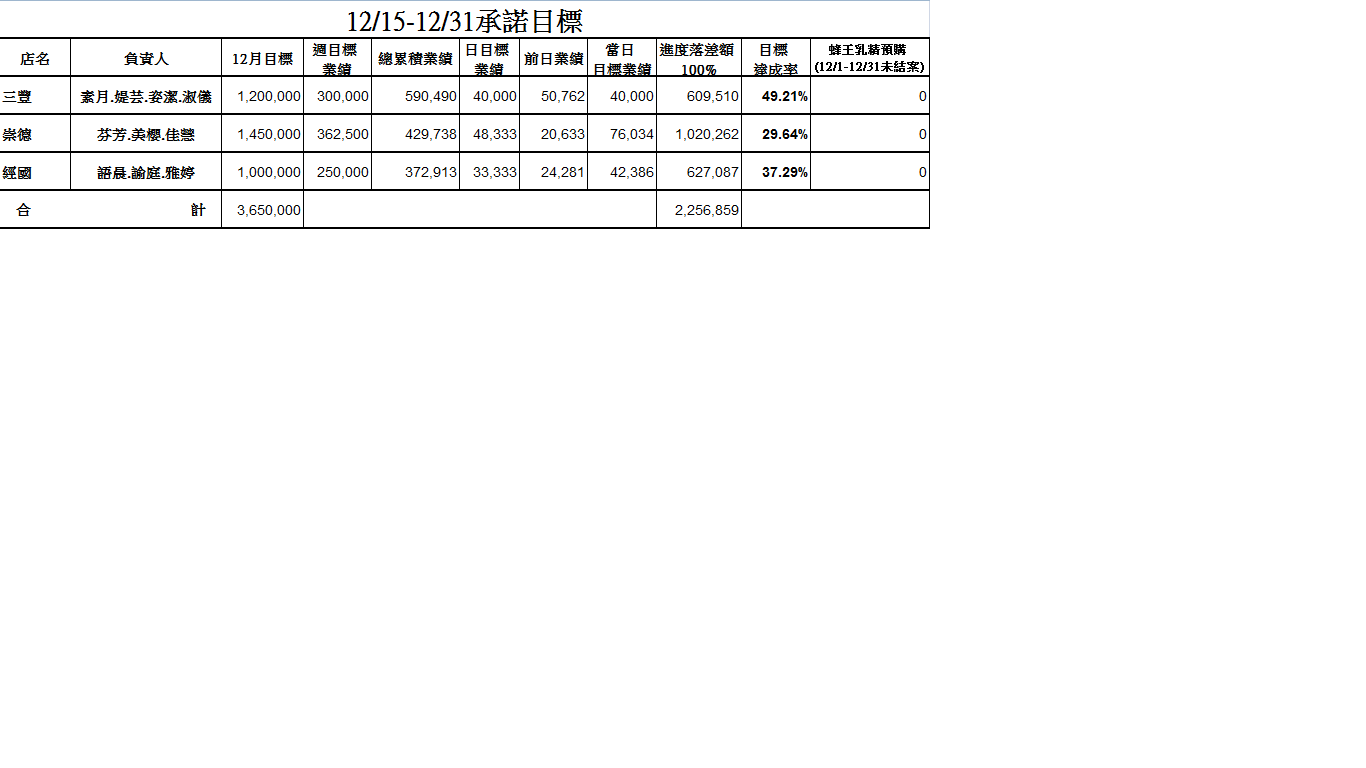 12/15-12/31承諾目標
店名 負責人 12月目標 週目標業績 總累積業績 日目標業績 前日業績 當日目標業績 進度落差額100% 目標達成率 蜂王乳精預購(12/1-12/31未結案)
三豐 素月.媞芸.姿潔.淑儀 1,200,000 300,000 590,490 40,000 50,762 40,000 609,510 49.21% 0
崇德 芬芳.美櫻.佳慧 1,450,000 362,500 429,738 48,333 20,633 76,034 1,020,262 29.64% 0
經國 語晨.諭庭.雅婷 1,000,000 250,000 372,913 33,333 24,281 42,386 627,087 37.29% 0
合 計 3,650,000 2,256,859